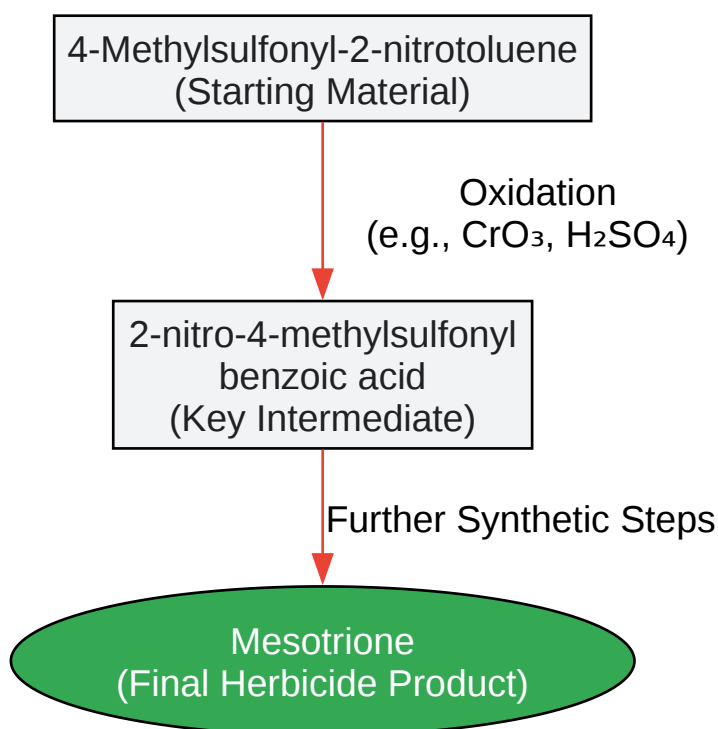 4-Methylsulfonyl-2-nitrotoluene
(Starting Material)
Oxidation
(e.g., CrO₃, H₂SO₄)
2-nitro-4-methylsulfonyl
benzoic acid
(Key Intermediate)
Further Synthetic Steps
Mesotrione
(Final Herbicide Product)